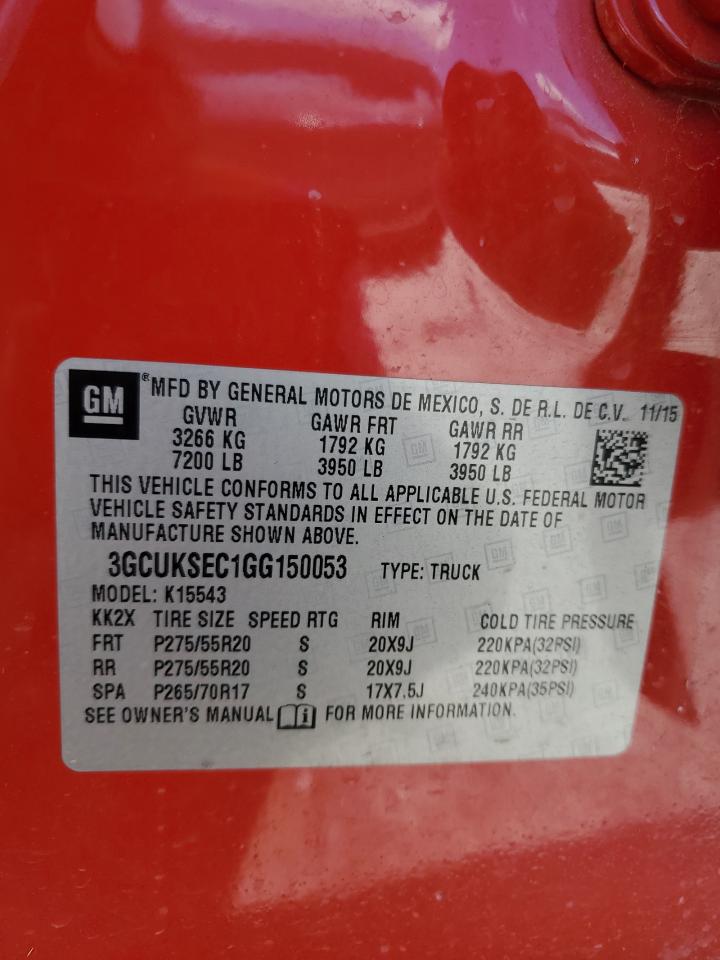 GM ® MFD BY GENERAL MOTORS DE MEXICO, S. DE R.L. DE C.V. 11/15
GVWR GAWR FRT GAWR RR
3266 KG 1792 KG 1792 KG
7200 LB 3950 LB 3950 LB
THIS VEHICLE CONFORMS TO ALL APPLICABLE U.S. FEDERAL MOTOR
VEHICLE SAFETY STANDARDS IN EFFECT ON THE DATE OF
MANUFACTURE SHOWN ABOVE.
3GCUKSEC1GG150053 TYPE: TRUCK
MODEL: K15543
KK2X TIRE SIZE SPEED RTG RIM COLD TIRE PRESSURE
FRT P275/55R20 S 20X9J 220KPA(32PSI)
RR P275/55R20 S 20X9J 220KPA(32PSI)
SPA P265/70R17 S 17X7.5J 240KPA(35PSI)
SEE OWNER'S MANUAL i FOR MORE INFORMATION.